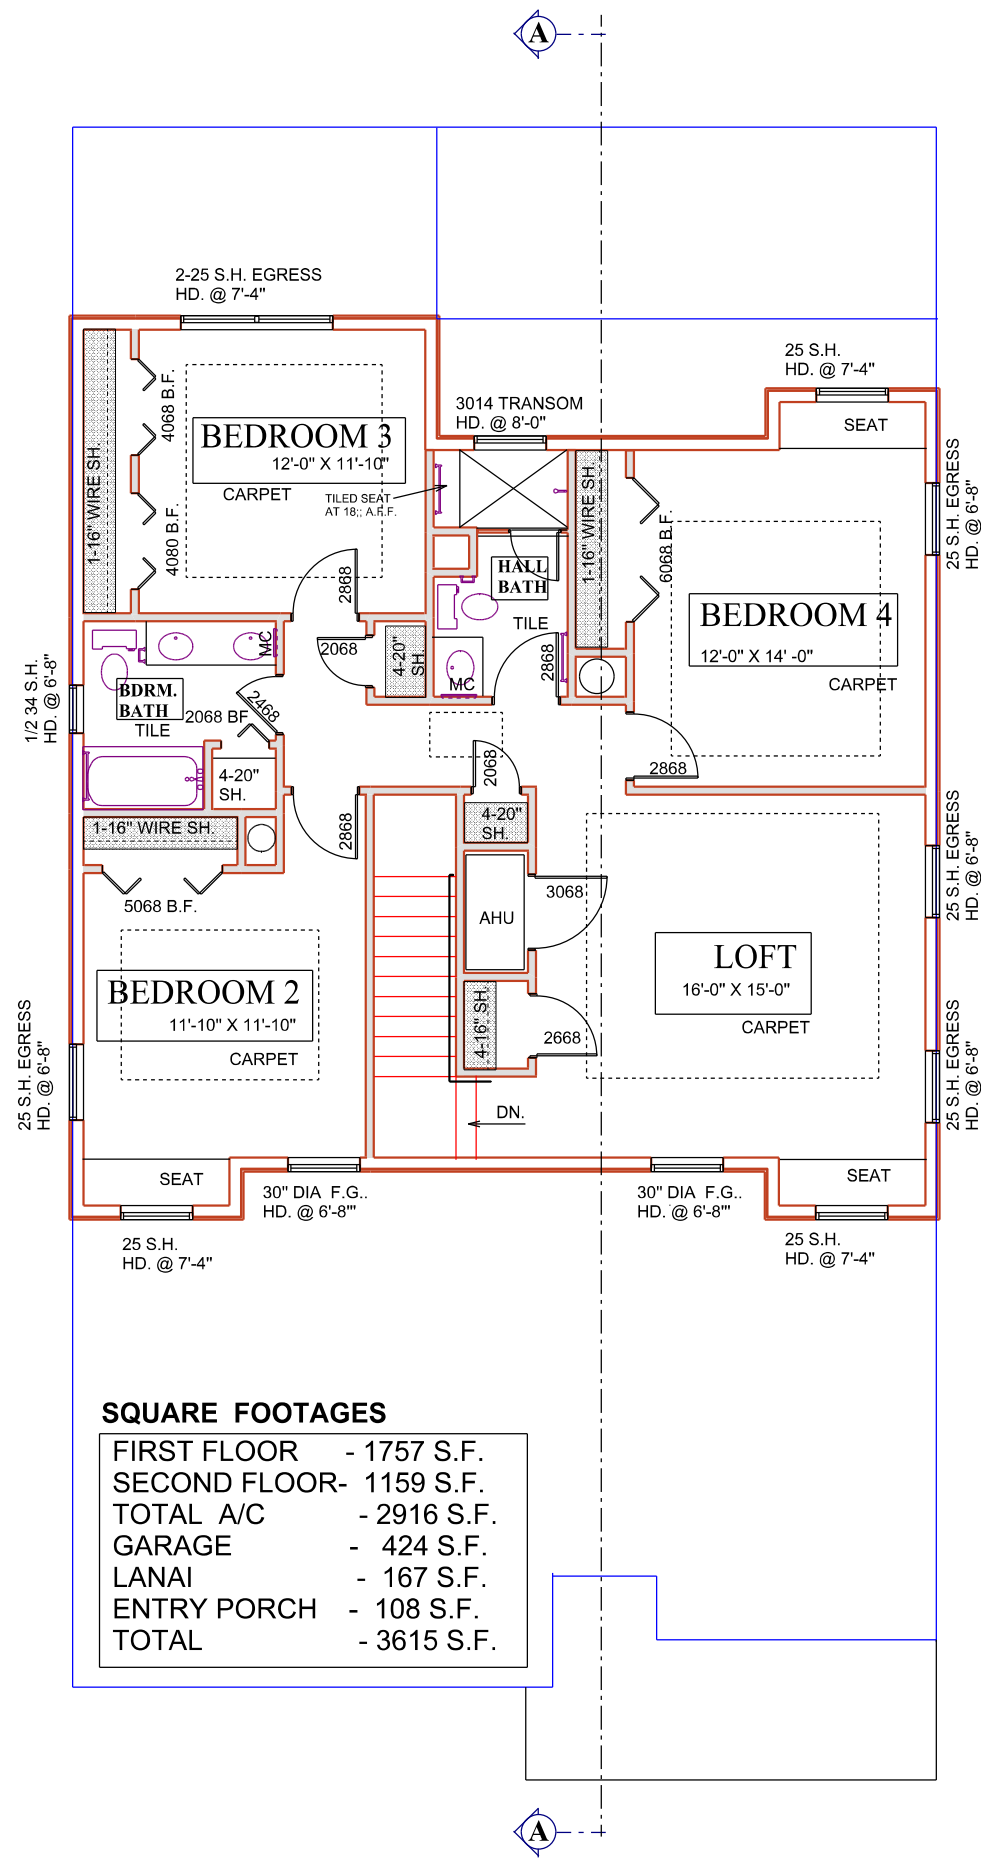 A
2-25 S.H. EGRESS
HD. @ 7'-4"
25 S.H.
HD. @ 7'-4"
3014 TRANSOM
HD. @ 8'-0"
SEAT
4068 B.F.
BEDROOM 3
12'-0" X 11'-10"
CARPET
1-16" WIRE SH.
TILED SEAT
AT 18;; A.F.F.
1-16" WIRE SH.
25 S.H. EGRESS
HD. @ 6'-8"
4080 B.F.
6068 B.F.
HALL
BATH
2868
TILE
BEDROOM 4
12'-0" X 14' -0"
CARPET
MC
2068
4-20"
SH.
2868
MC
1/2 34 S.H.
HD. @ 6'-8"
BDRM.
BATH
TILE
2468
2068 BF
4-20"
SH.
2068
2868
1-16" WIRE SH.
2868
4-20"
SH.
25 S.H. EGRESS
HD. @ 6'-8"
5068 B.F.
3068
AHU
LOFT
16'-0" X 15'-0"
CARPET
BEDROOM 2
11'-10" X 11'-10"
CARPET
4-16" SH.
2668
25 S.H. EGRESS
HD. @ 6'-8"
25 S.H. EGRESS
HD. @ 6'-8"
DN.
SEAT
SEAT
30" DIA F.G..
HD. @ 6'-8'"
30" DIA F.G..
HD. @ 6'-8'"
25 S.H.
HD. @ 7'-4"
25 S.H.
HD. @ 7'-4"
SQUARE FOOTAGES
FIRST FLOOR - 1757 S.F.
SECOND FLOOR- 1159 S.F.
TOTAL A/C - 2916 S.F.
GARAGE - 424 S.F.
LANAI - 167 S.F.
ENTRY PORCH - 108 S.F.
TOTAL - 3615 S.F.
A